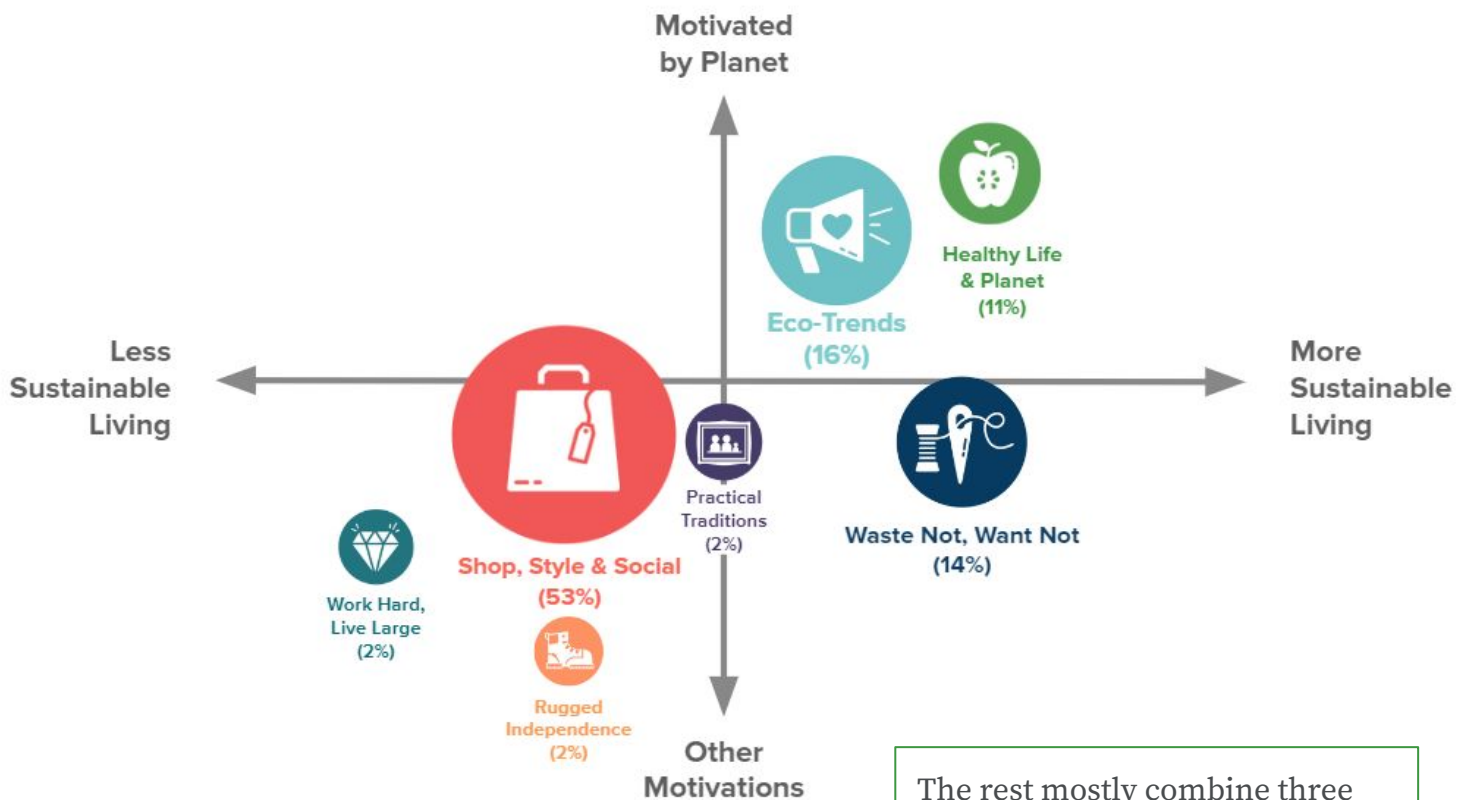 Motivated
by Planet
Healthy Life
& Planet
(11%)
Eco-Trends
(16%)
Less
Sustainable
Living
More
Sustainable
Living
Practical
Traditions
(2%)
Waste Not, Want Not
(14%)
Shop, Style & Social
(53%)
Work Hard,
Live Large
(2%)
Rugged
Independence
(2%)
Other
Motivations
The rest mostly combine three